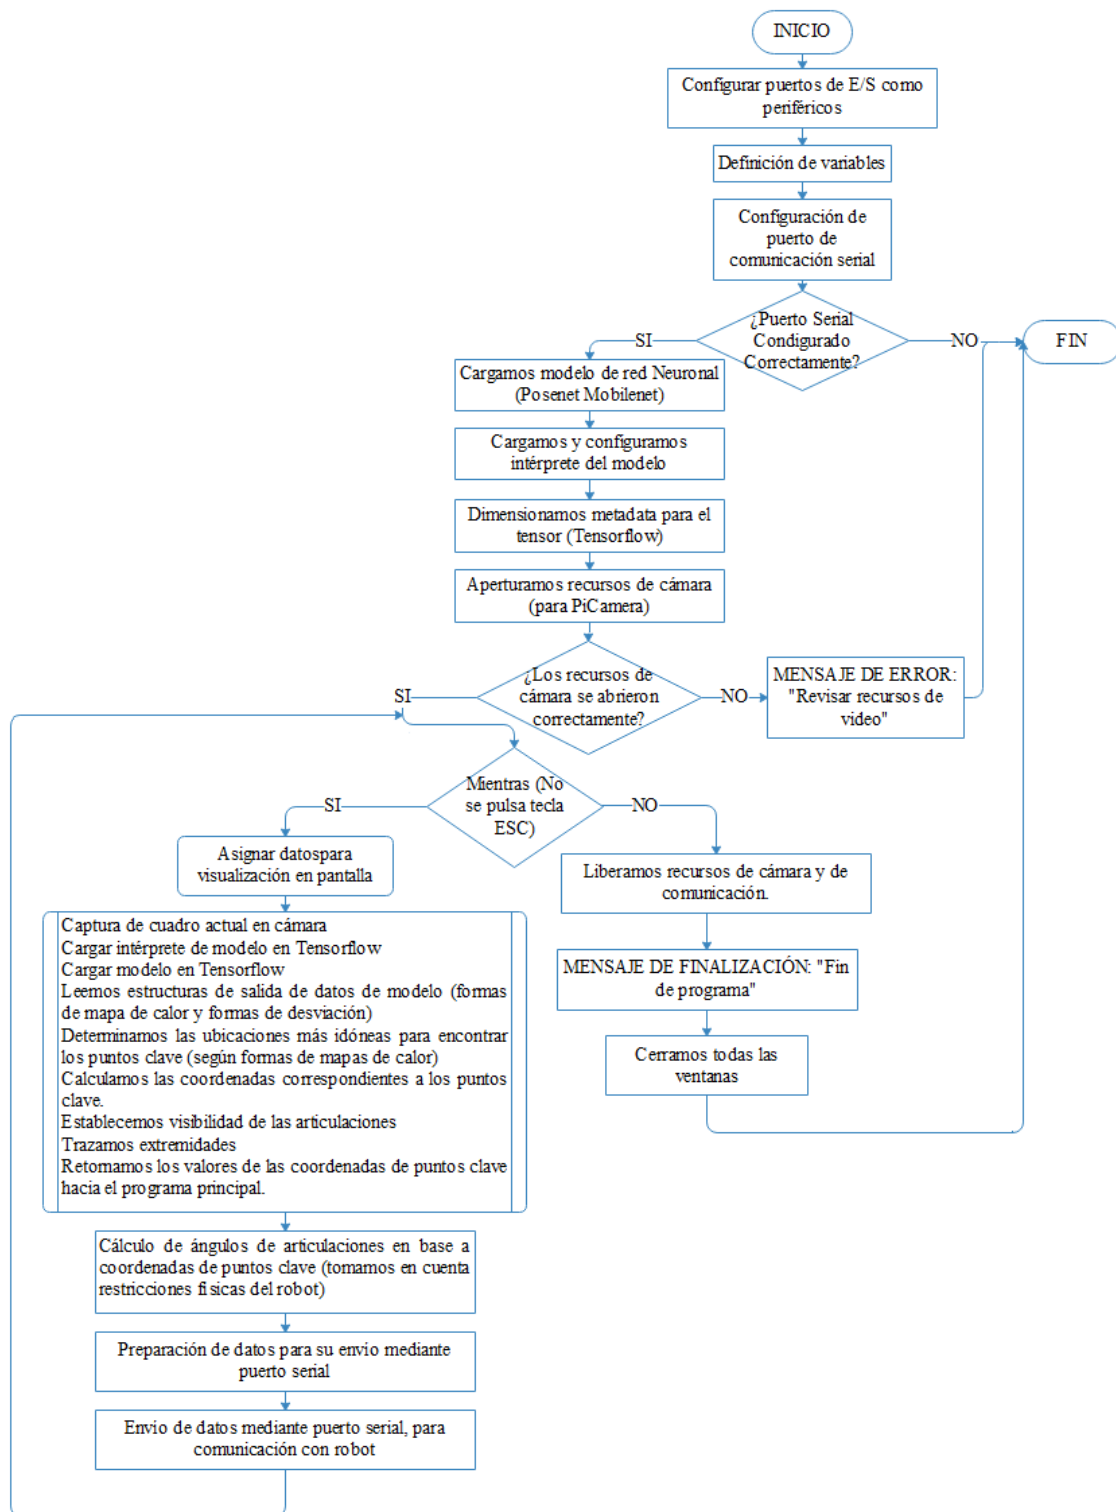 INICIO
Configurar puertos de E/S como
periféricos
Definición de variables
Configuración de
puerto de
comunicación serial
¿Puerto Serial
Condigurado
Correctamente?
SI
NO
FIN
Cargamos modelo de red Neuronal
(Posenet Mobilenet)
Cargamos y configuramos
intérprete del modelo
Dimensionamos metadata para el
tensor (Tensorflow)
Aperturamos recursos de cámara
(para PiCamera)
¿Los recursos de
cámara se abrieron
correctamente?
SI
NO
MENSAJE DE ERROR:
"Revisar recursos de
video"
Mientras (No
se pulsa tecla
ESC)
SI
NO
Asignar datospara
visualización en pantalla
Liberamos recursos de cámara y de
comunicación.
MENSAJE DE FINALIZACIÓN: "Fin
de programa"
Cerramos todas las
ventanas
Captura de cuadro actual en cámara
Cargar intérprete de modelo en Tensorflow
Cargar modelo en Tensorflow
Leemos estructuras de salida de datos de modelo (formas
de mapa de calor y formas de desviación)
Determinamos las ubicaciones más idóneas para encontrar
los puntos clave (según formas de mapas de calor)
Calculamos las coordenadas correspondientes a los puntos
clave.
Establecemos visibilidad de las articulaciones
Trazamos extremidades
Retornamos los valores de las coordenadas de puntos clave
hacia el programa principal.
Cálculo de ángulos de articulaciones en base a
coordenadas de puntos clave (tomamos en cuenta
restricciones físicas del robot)
Preparación de datos para su envio mediante
puerto serial
Envio de datos mediante puerto serial, para
comunicación con robot